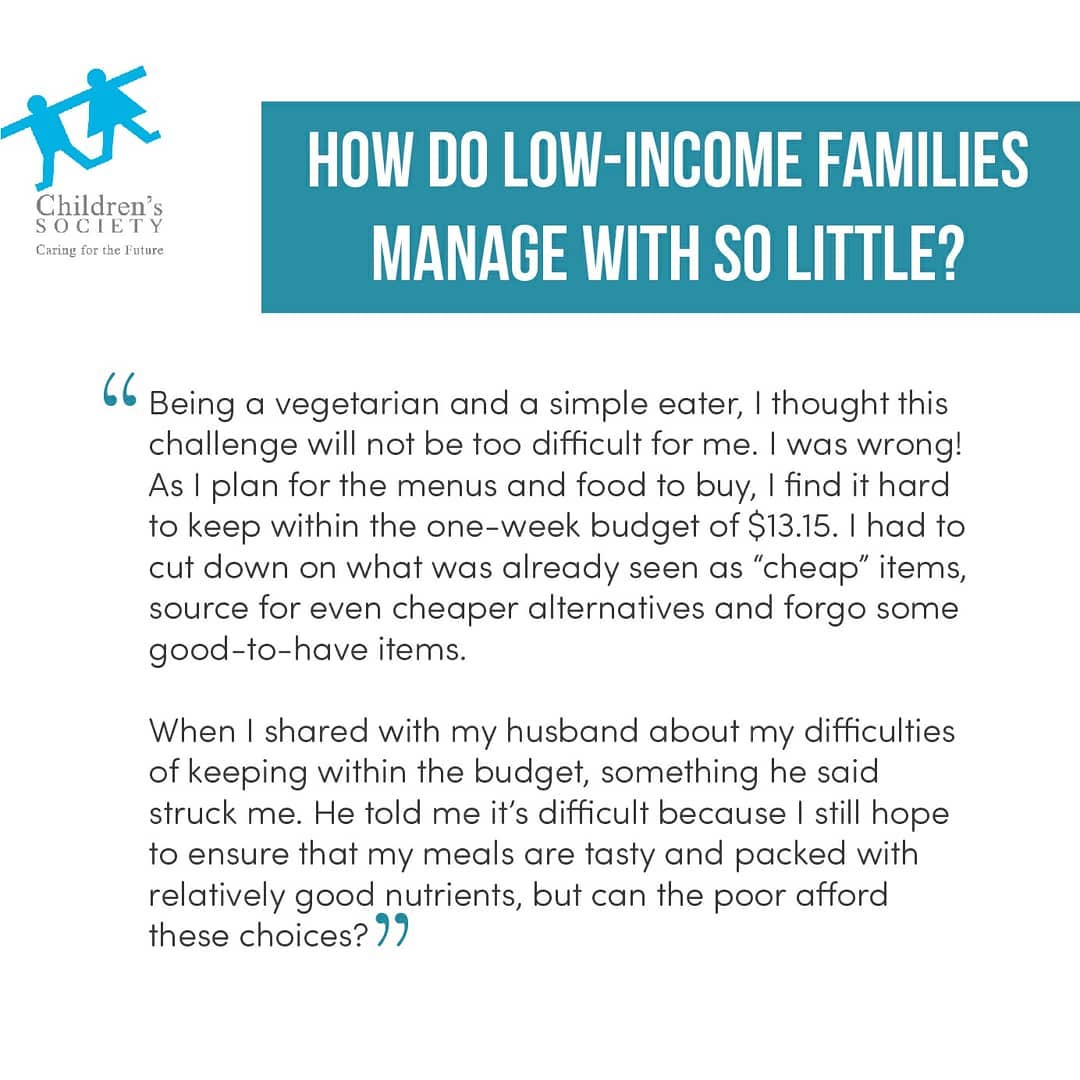 Children's
SOCIETY
Caring for the Future
HOW DO LOW-INCOME FAMILIES
MANAGE WITH SO LITTLE?
“Being a vegetarian and a simple eater, I thought this
challenge will not be too difficult for me. I was wrong!
As I plan for the menus and food to buy, I find it hard
to keep within the one-week budget of $13.15. I had to
cut down on what was already seen as “cheap” items,
source for even cheaper alternatives and forgo some
good-to-have items.
When I shared with my husband about my difficulties
of keeping within the budget, something he said
struck me. He told me it’s difficult because I still hope
to ensure that my meals are tasty and packed with
relatively good nutrients, but can the poor afford
these choices?”